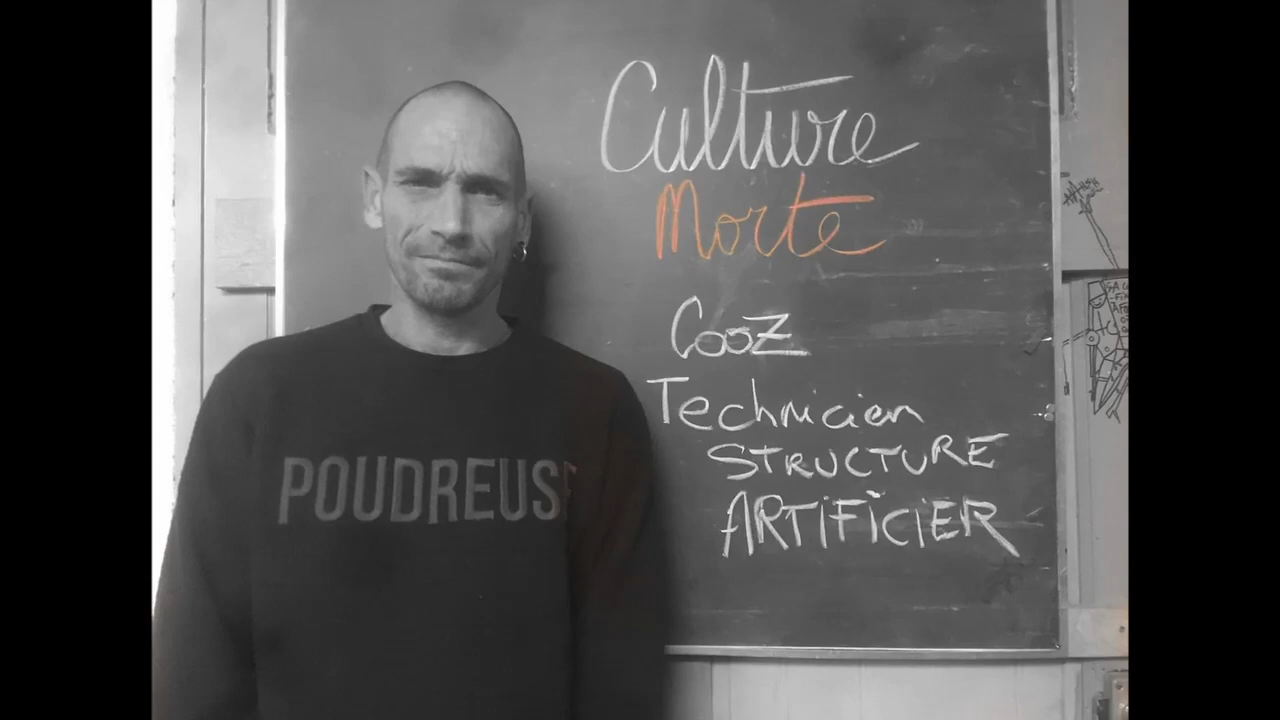 Culture
Morte
CooZ
Technicien
STRUCTURE
ARTiFiCiER
POUDREUSE